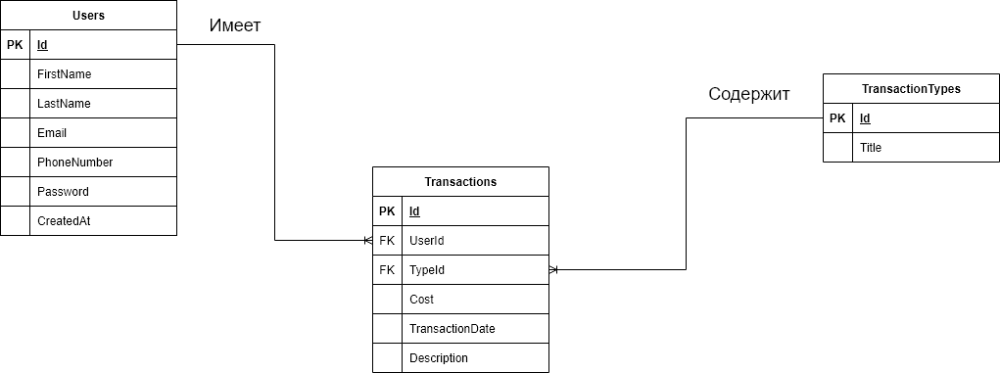 Users
PK Id
FirstName
LastName
Email
PhoneNumber
Password
CreatedAt
Имеет
Transactions
PK Id
FK UserId
FK TypeId
Cost
TransactionDate
Description
Содержит
TransactionTypes
PK Id
Title